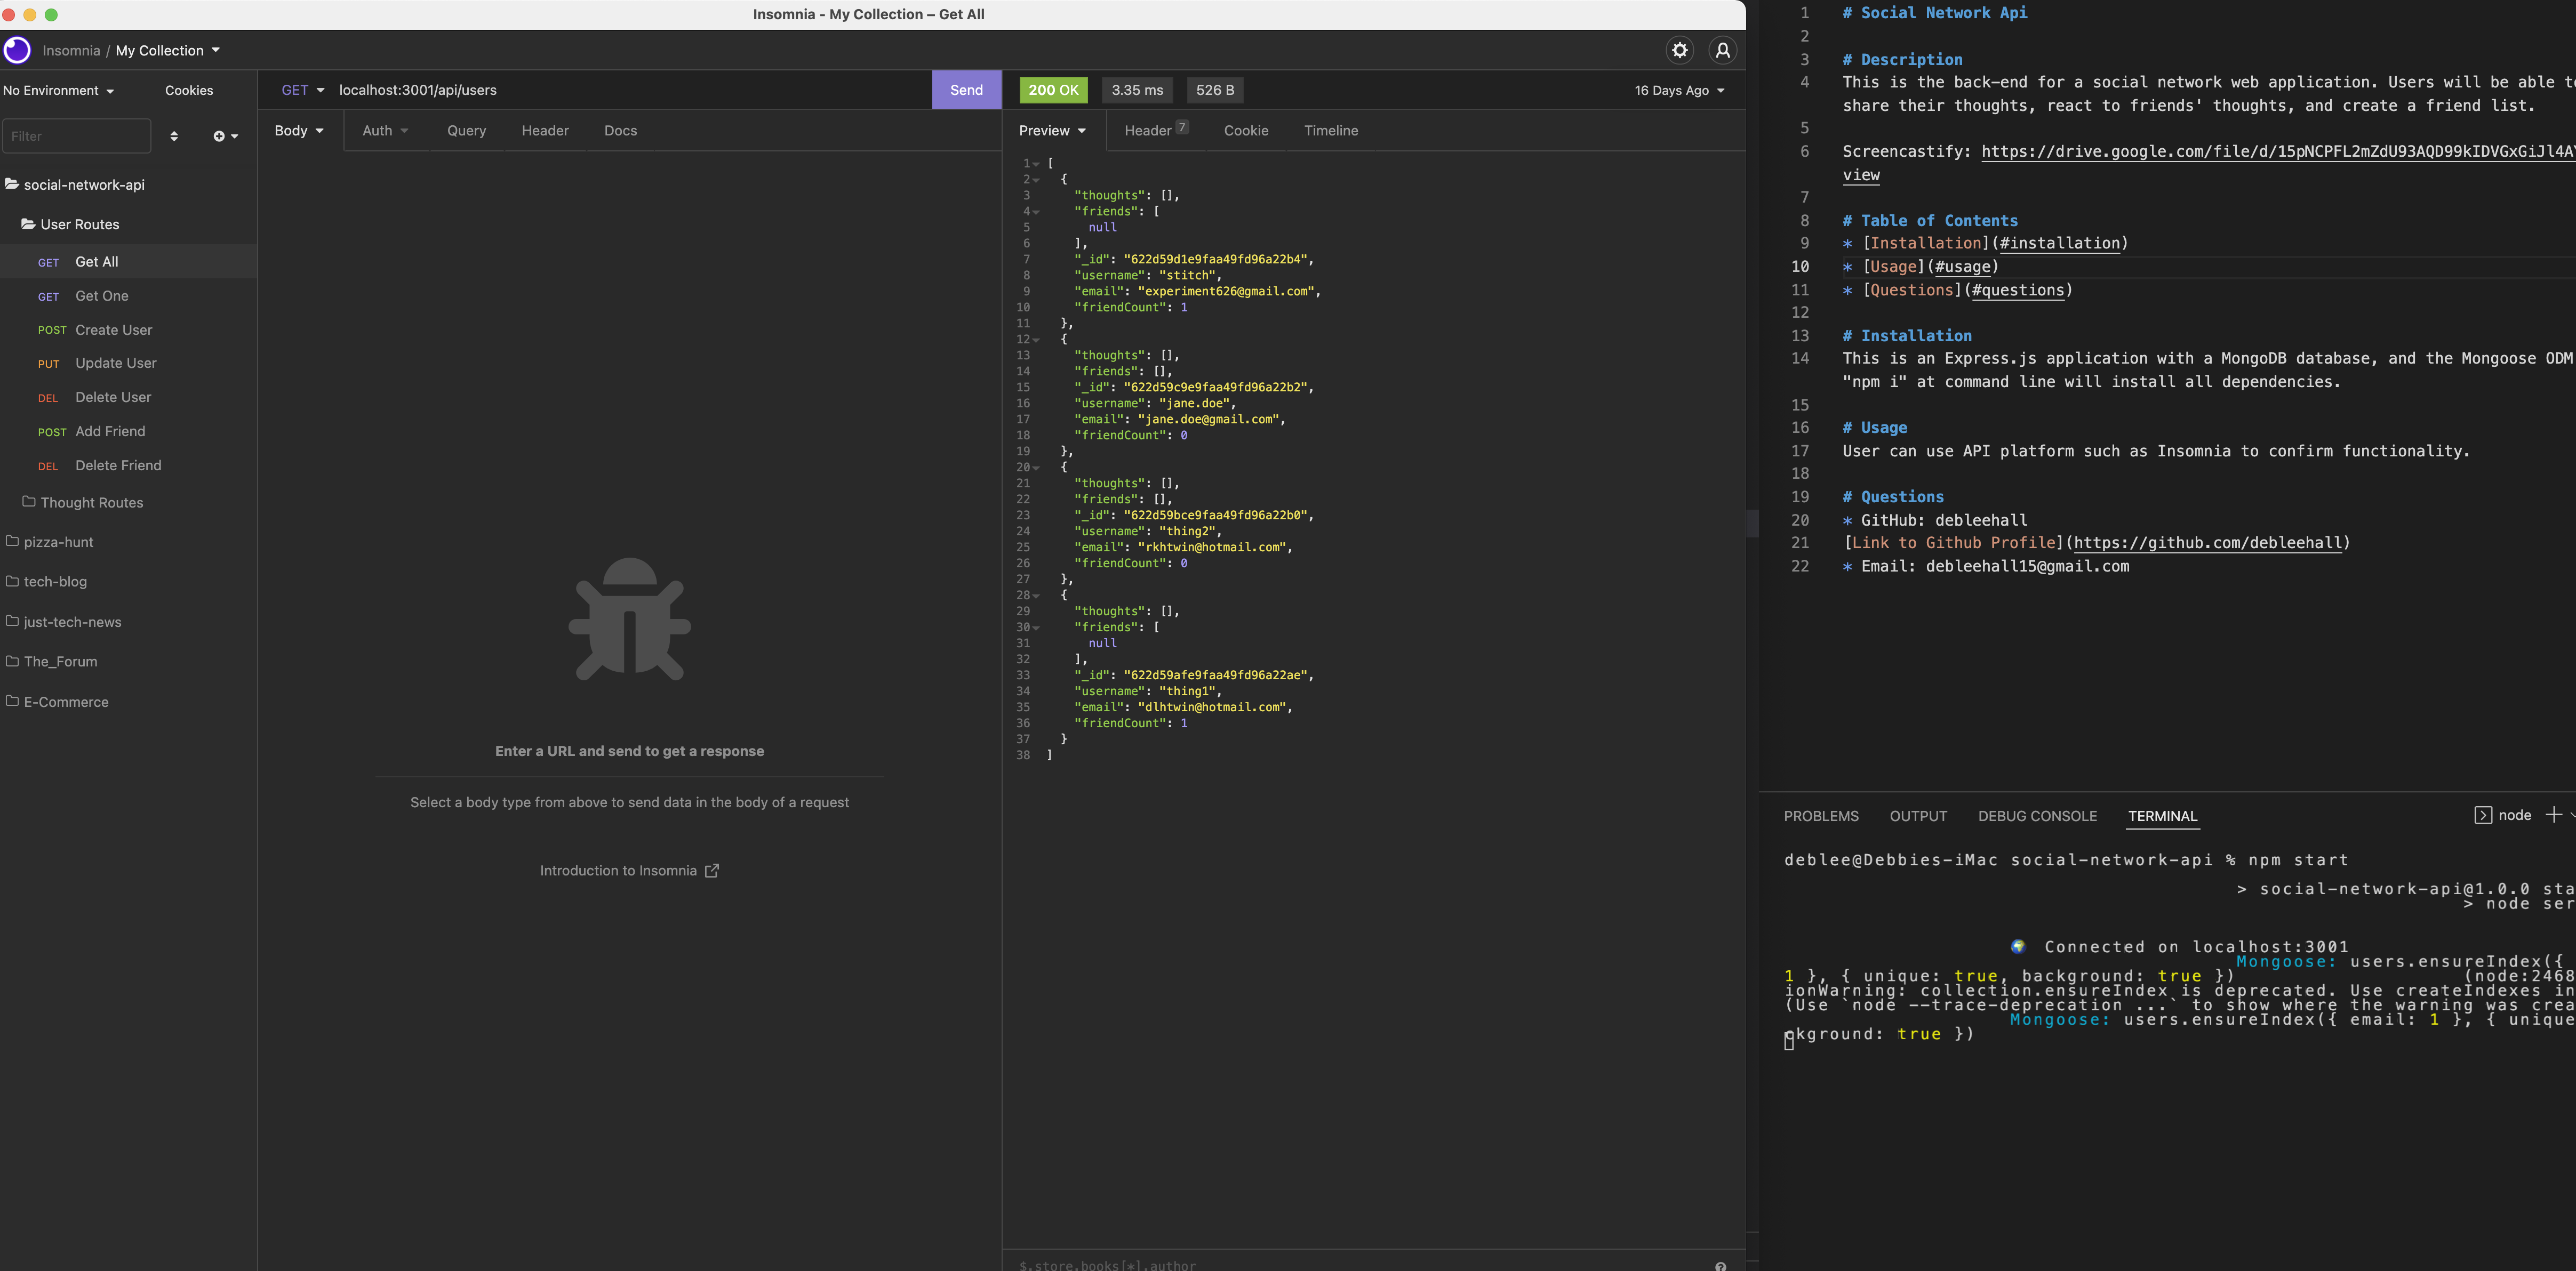 Insomnia - My Collection – Get All
Insomnia / My Collection
No Environment
Cookies
Filter
social-network-api
User Routes
GET Get All
GET Get One
POST Create User
PUT Update User
DEL Delete User
POST Add Friend
DEL Delete Friend
Thought Routes
pizza-hunt
tech-blog
just-tech-news
The_Forum
E-Commerce
GET localhost:3001/api/users Send
Body Auth Query Header Docs
Enter a URL and send to get a response
Select a body type from above to send data in the body of a request
Introduction to Insomnia
200 OK 3.35 ms 526 B 16 Days Ago
Preview Header 7 Cookie Timeline
1 [
2 {
3 "thoughts": [],
4 "friends": [
5 null
6 ],
7 "_id": "622d59d1e9faa49fd96a22b4",
8 "username": "stitch",
9 "email": "experiment626@gmail.com",
10 "friendCount": 1
11 },
12 {
13 "thoughts": [],
14 "friends": [],
15 "_id": "622d59c9e9faa49fd96a22b2",
16 "username": "jane.doe",
17 "email": "jane.doe@gmail.com",
18 "friendCount": 0
19 },
20 {
21 "thoughts": [],
22 "friends": [],
23 "_id": "622d59bce9faa49fd96a22b0",
24 "username": "thing2",
25 "email": "rkhtwin@hotmail.com",
26 "friendCount": 0
27 },
28 {
29 "thoughts": [],
30 "friends": [
31 null
32 ],
33 "_id": "622d59afe9faa49fd96a22ae",
34 "username": "thing1",
35 "email": "dlhtwin@hotmail.com",
36 "friendCount": 1
37 }
38 ]
$.store.books[*].author
1 # Social Network Api
2
3 # Description
4 This is the back-end for a social network web application. Users will be able to
share their thoughts, react to friends' thoughts, and create a friend list.
5
6 Screencastify: https://drive.google.com/file/d/15pNCPFL2mZdU93AQD99kIDVGxGiJl4AY
view
7
8 # Table of Contents
9 * [Installation](#installation)
10 * [Usage](#usage)
11 * [Questions](#questions)
12
13 # Installation
14 This is an Express.js application with a MongoDB database, and the Mongoose ODM
"npm i" at command line will install all dependencies.
15
16 # Usage
17 User can use API platform such as Insomnia to confirm functionality.
18
19 # Questions
20 * GitHub: debleehall
21 [Link to Github Profile](https://github.com/debleehall)
22 * Email: debleehall15@gmail.com
PROBLEMS OUTPUT DEBUG CONSOLE TERMINAL node
deblee@Debbies-iMac social-network-api % npm start
> social-network-api@1.0.0 sta
> node ser
Connected on localhost:3001
Mongoose: users.ensureIndex({
1 }, { unique: true, background: true }) (node:2468
ionWarning: collection.ensureIndex is deprecated. Use createIndexes in
(Use `node --trace-deprecation ...` to show where the warning was crea
Mongoose: users.ensureIndex({ email: 1 }, { unique
ckground: true })